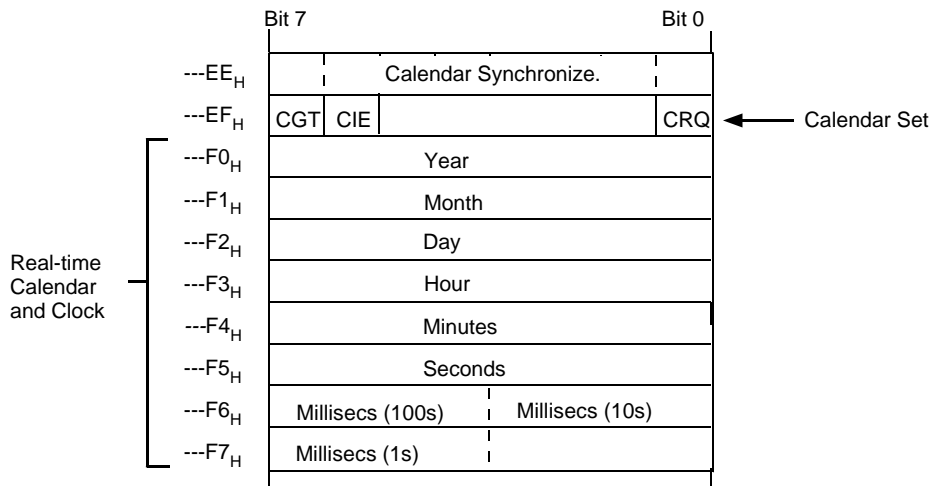 Bit 7 Bit 0
---EEH Calendar Synchronize.
---EFH CGT CIE CRQ Calendar Set
---F0H Year
---F1H Month
---F2H Day
---F3H Hour
---F4H Minutes
---F5H Seconds
---F6H Millisecs (100s) Millisecs (10s)
---F7H Millisecs (1s)
Real-time
Calendar
and Clock